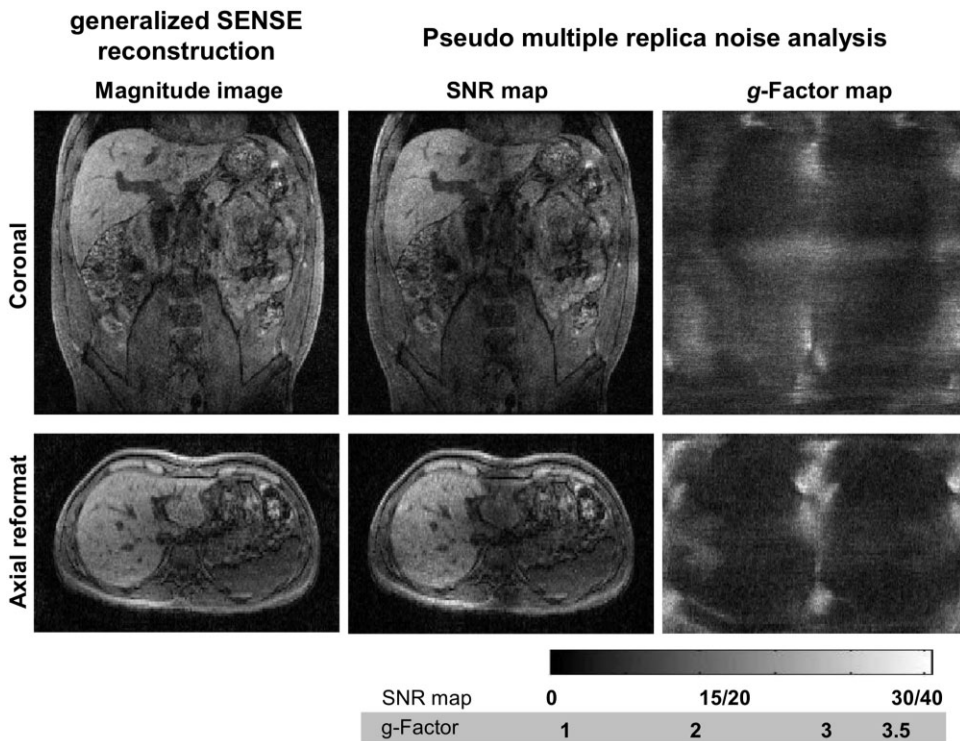 generalized SENSE
reconstruction
Pseudo multiple replica noise analysis
Magnitude image
SNR map
g-Factor map
Coronal
Axial reformat
SNR map 0 15/20 30/40
g-Factor 1 2 3 3.5